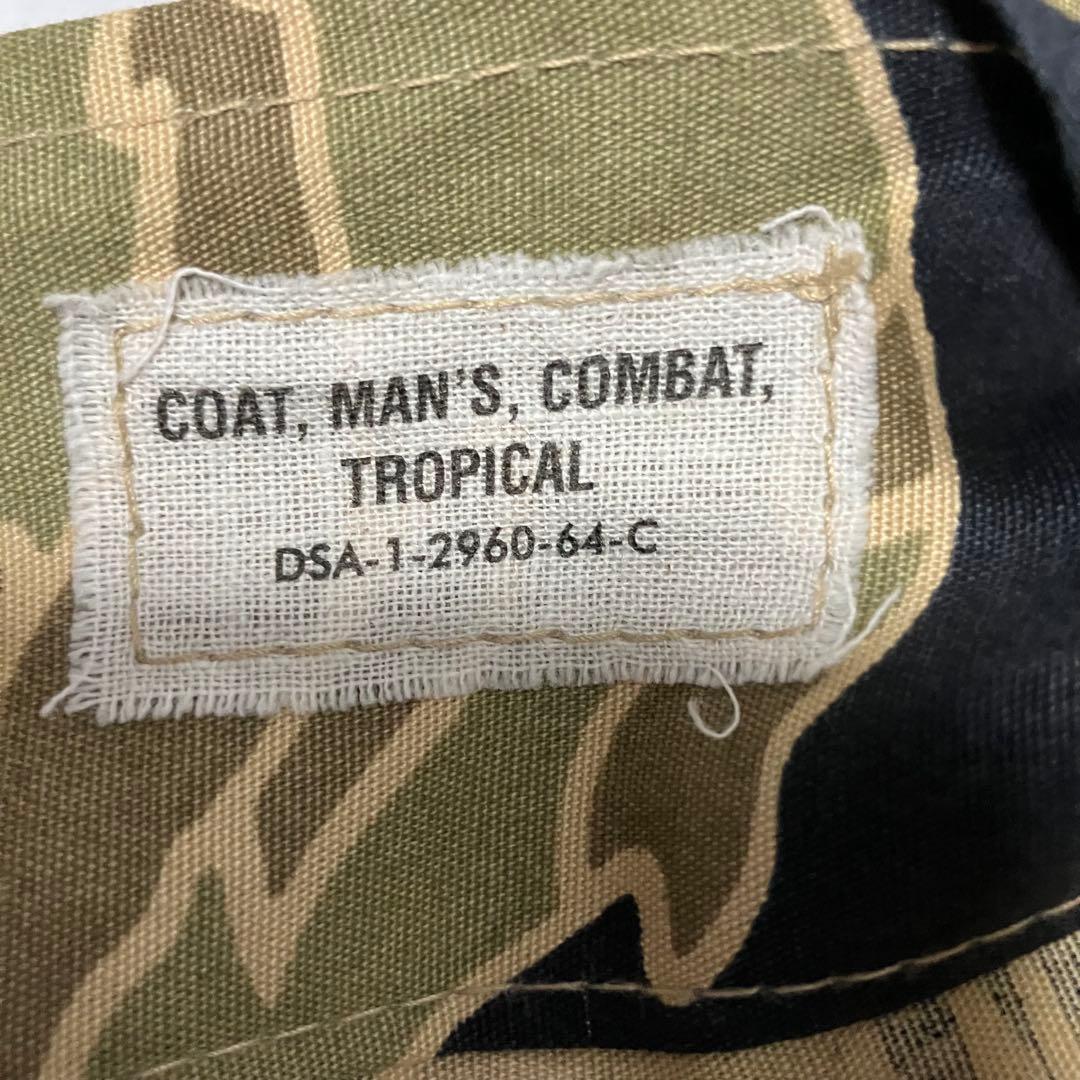 COAT, MAN'S, COMBAT,
TROPICAL
DSA-1-2960-64-C